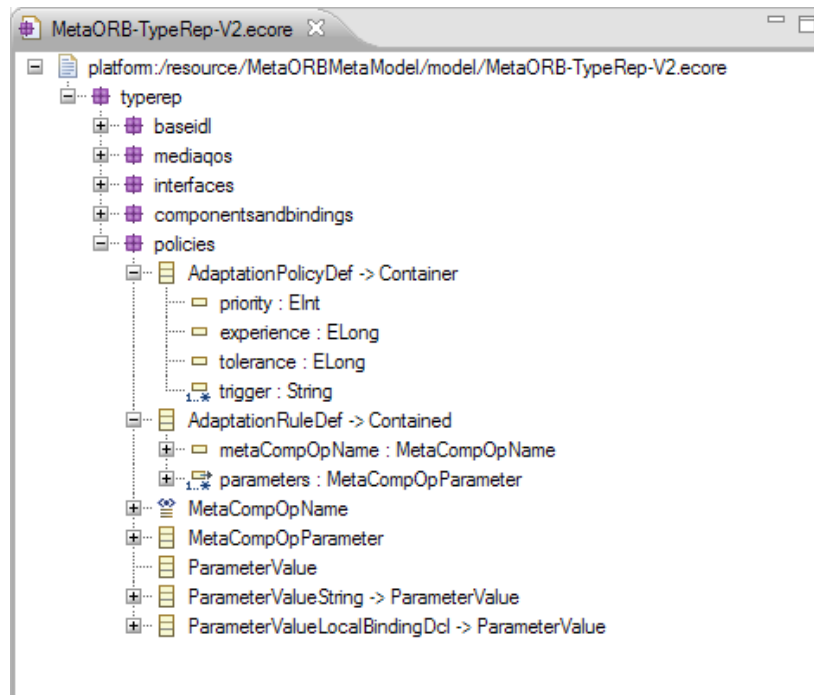 MetaORB-TypeRep-V2.ecore
platform:/resource/MetaORBMetaModel/model/MetaORB-TypeRep-V2.ecore
typerep
baseidl
mediaqos
interfaces
componentsandbindings
policies
AdaptationPolicyDef -> Container
priority : EInt
experience : ELong
tolerance : ELong
1..* trigger : String
AdaptationRuleDef -> Contained
metaCompOpName : MetaCompOpName
1..* parameters : MetaCompOpParameter
MetaCompOpName
MetaCompOpParameter
ParameterValue
ParameterValueString -> ParameterValue
ParameterValueLocalBindingDcl -> ParameterValue